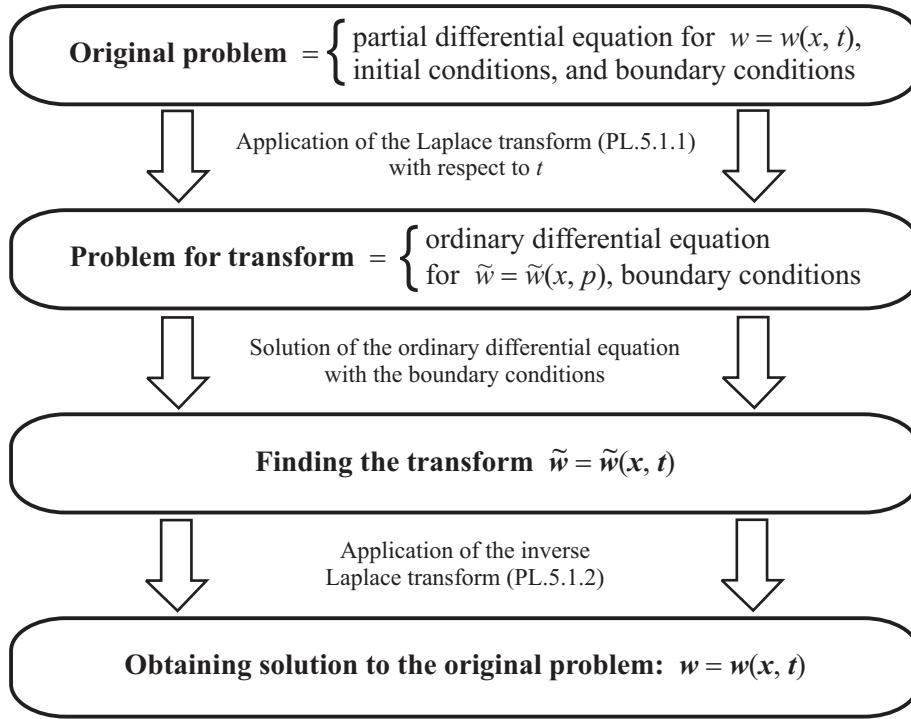 Original problem = { partial differential equation for w = w(x, t),
initial conditions, and boundary conditions
Application of the Laplace transform (PL.5.1.1)
with respect to t
Problem for transform = { ordinary differential equation
for w̃ = w̃(x, p), boundary conditions
Solution of the ordinary differential equation
with the boundary conditions
Finding the transform w̃ = w̃(x, t)
Application of the inverse
Laplace transform (PL.5.1.2)
Obtaining solution to the original problem: w = w(x, t)